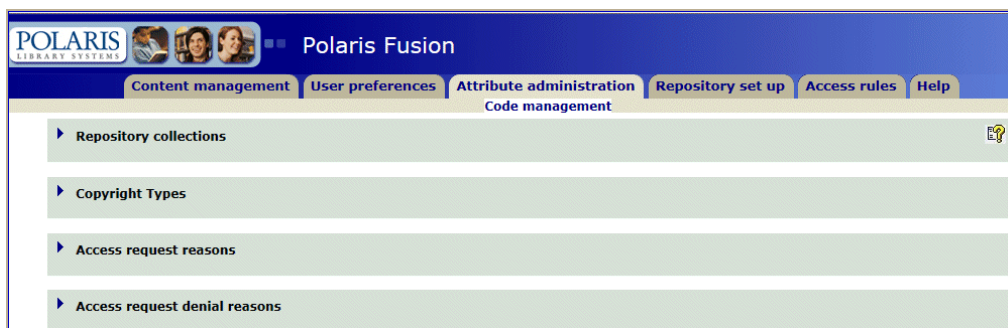 POLARIS
LIBRARY SYSTEMS
Polaris Fusion
Content management User preferences Attribute administration Repository set up Access rules Help
Code management
Repository collections
Copyright Types
Access request reasons
Access request denial reasons